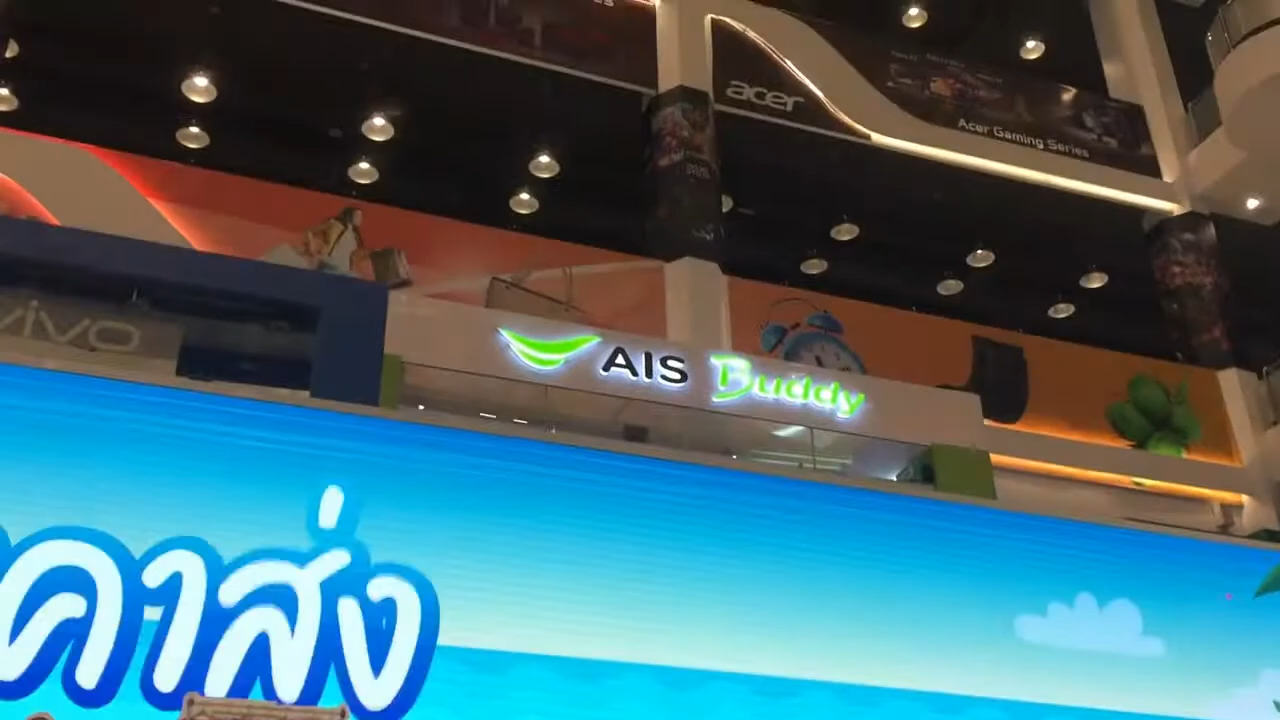 acer
Acer Gaming Series
vivo
AIS Buddy
คาส่ง